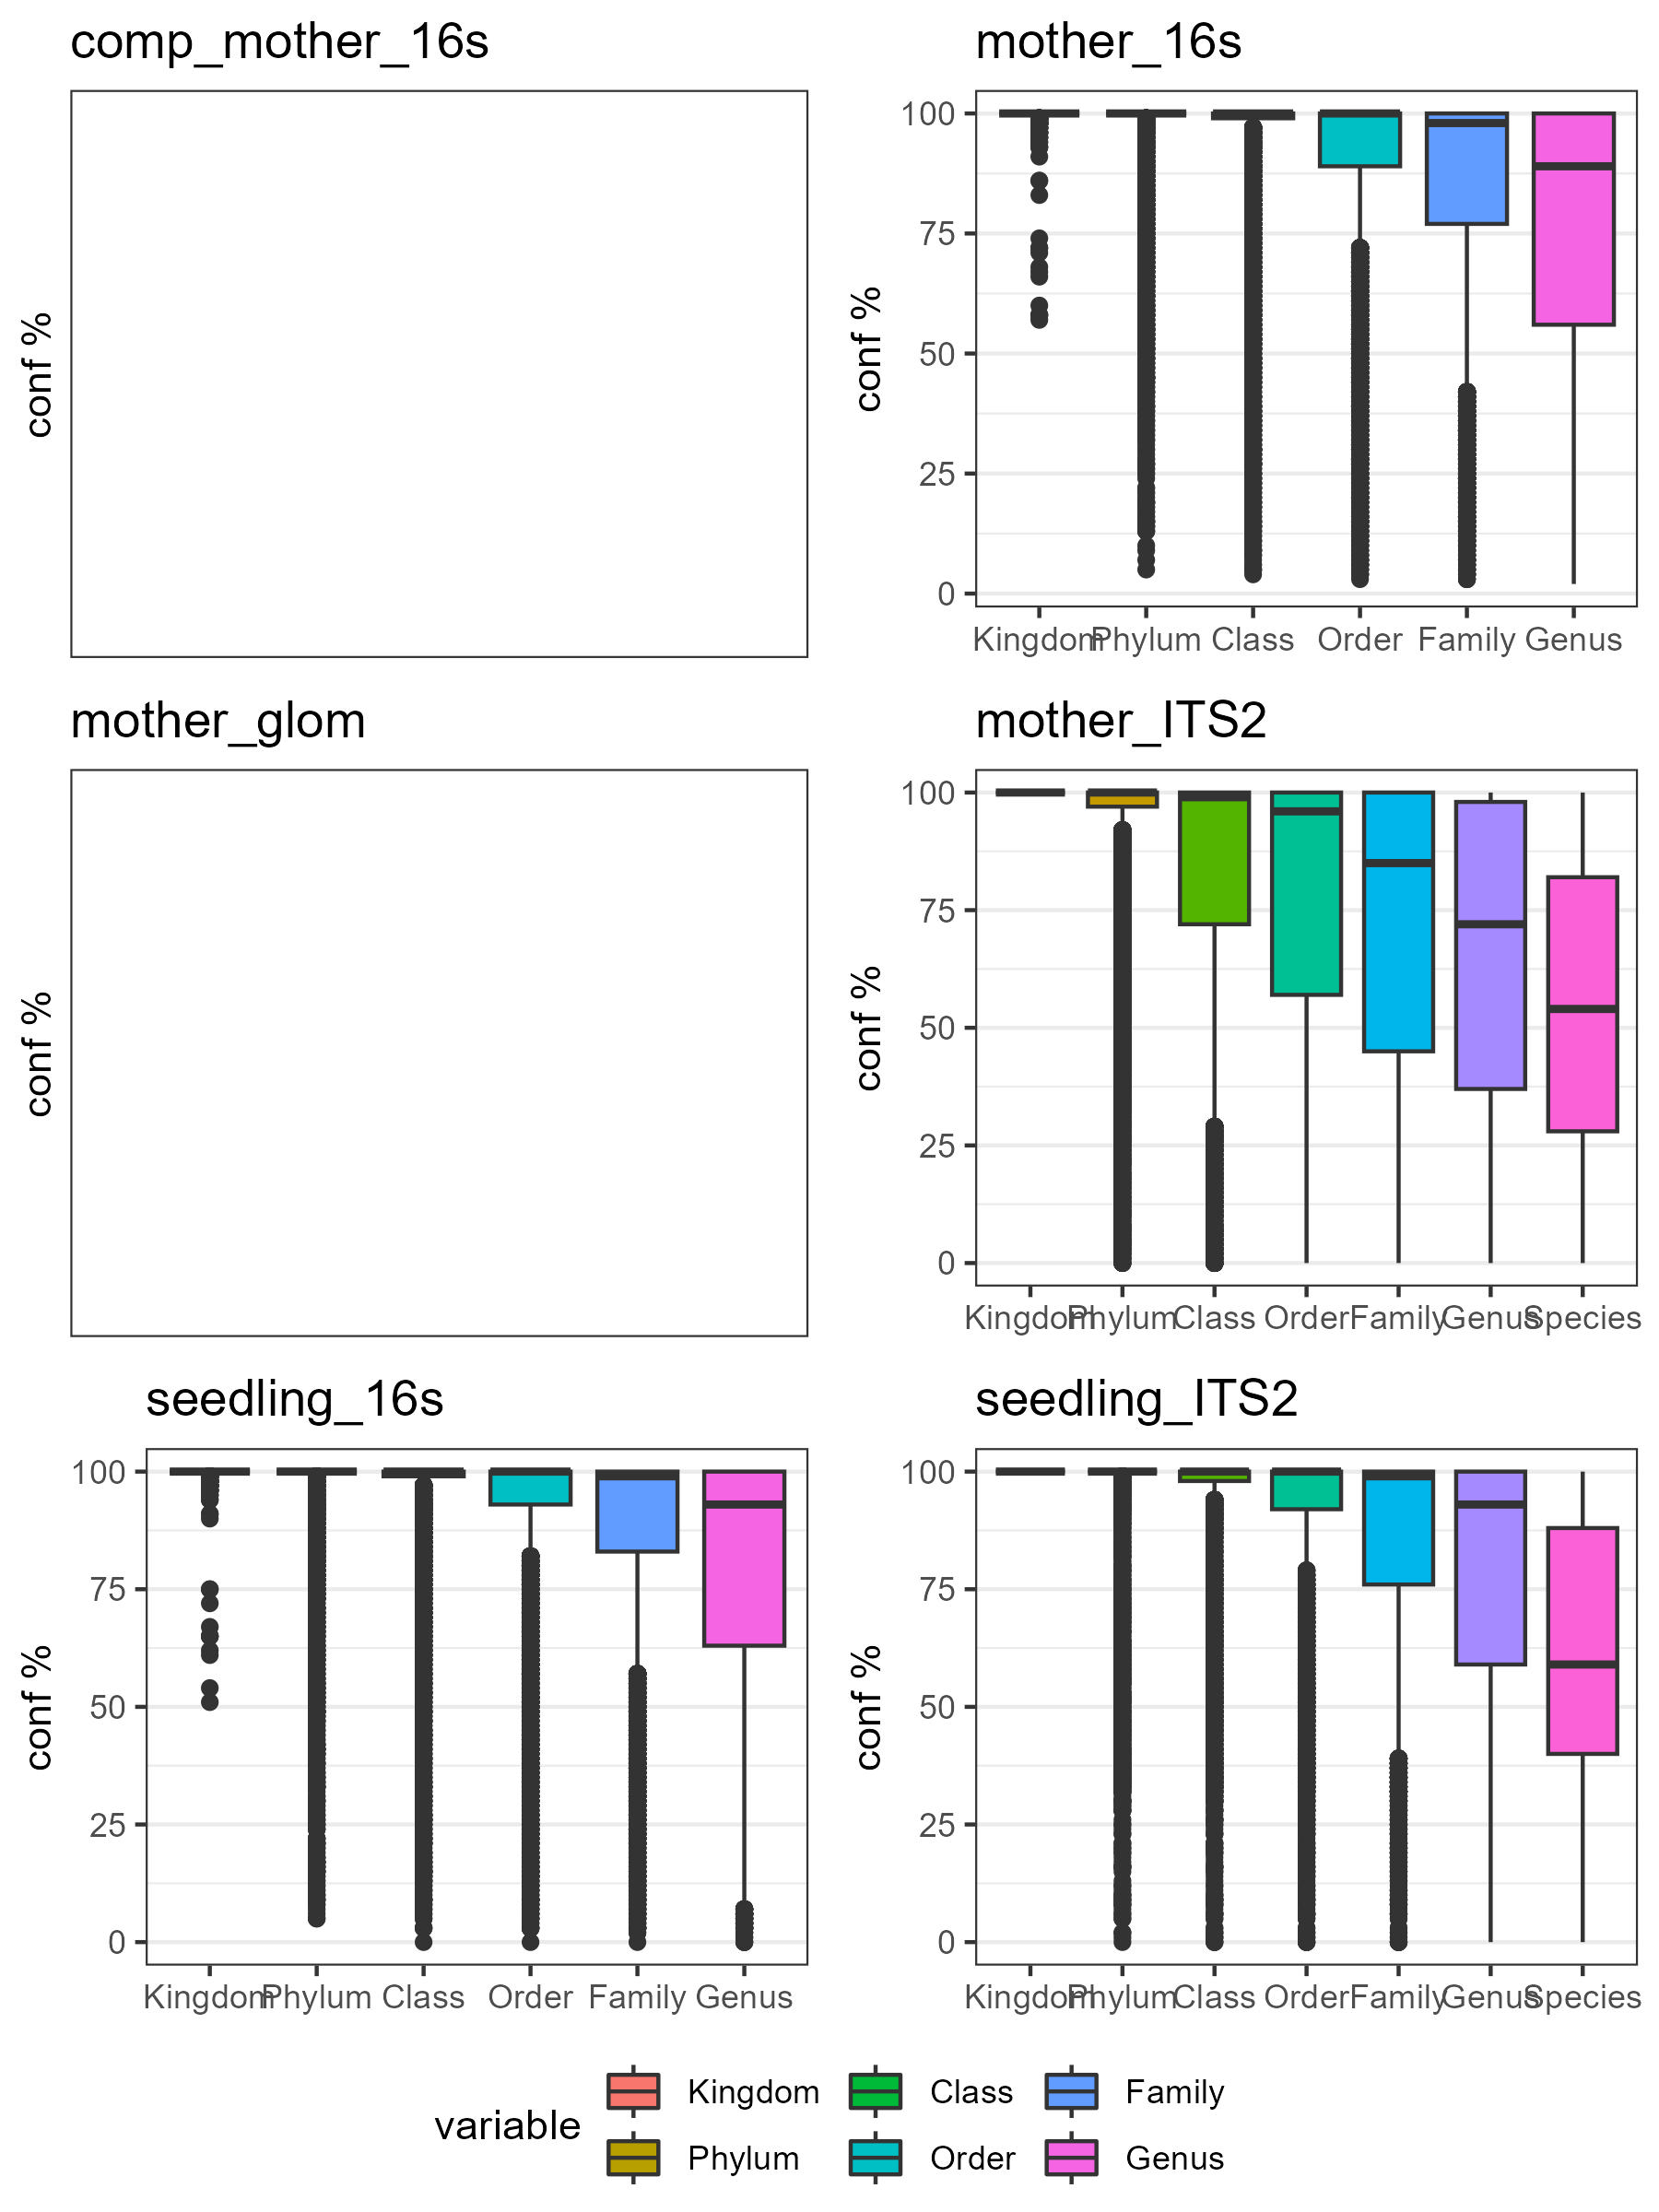 comp_mother_16s
conf %
mother_16s
conf %
100
75
50
25
0
Kingdom Phylum Class Order Family Genus
mother_glom
conf %
mother_ITS2
conf %
100
75
50
25
0
Kingdom Phylum Class Order Family Genus Species
seedling_16s
conf %
100
75
50
25
0
Kingdom Phylum Class Order Family Genus
seedling_ITS2
conf %
100
75
50
25
0
Kingdom Phylum Class Order Family Genus Species
variable
Kingdom Class Family
Phylum Order Genus